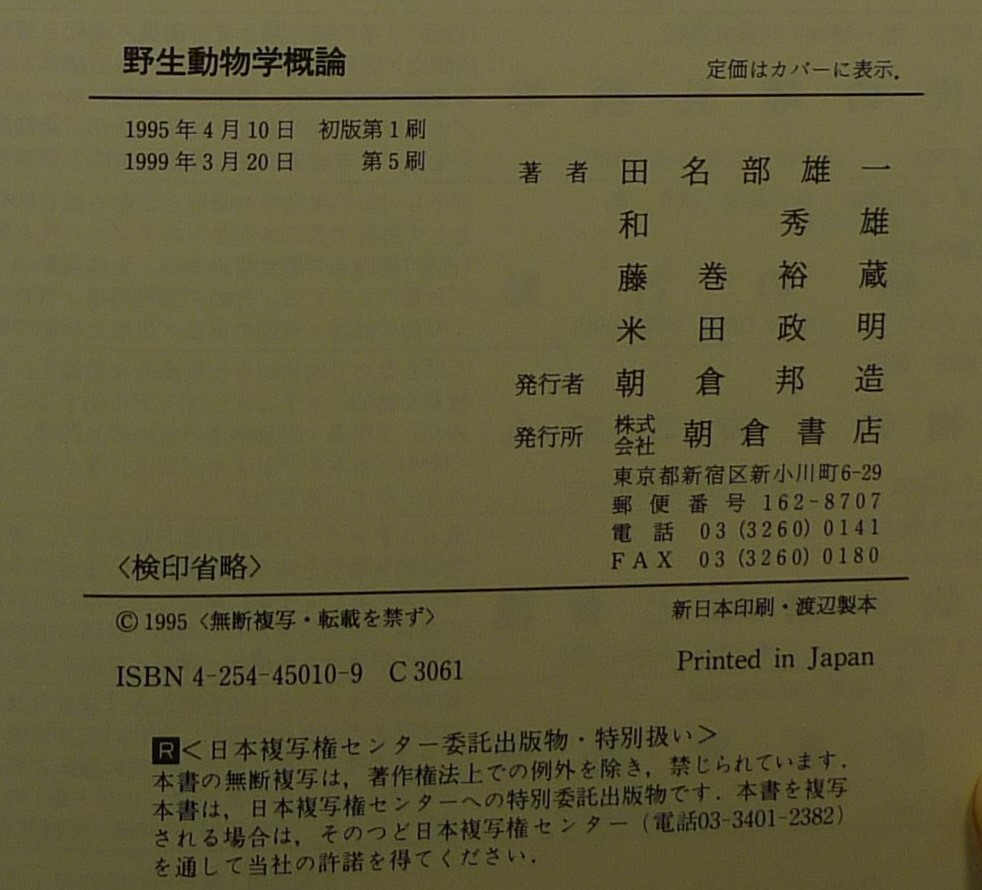 野生動物学概論
定価はカバーに表示.
1995年4月10日 初版第1刷
1999年3月20日 第5刷
著者 田名部雄一
和秀雄
藤巻裕蔵
米田政明
発行者 朝倉邦造
発行所 株式会社 朝倉書店
東京都新宿区新小川町6-29
郵便番号 162-8707
電話 03(3260)0141
FAX 03(3260)0180
〈検印省略〉
© 1995〈無断複写・転載を禁ず〉
新日本印刷・渡辺製本
ISBN 4-254-45010-9 C3061
Printed in Japan
R<日本複写権センター委託出版物・特別扱い>
本書の無断複写は,著作権法上での例外を除き,禁じられています.
本書は,日本複写権センターへの特別委託出版物です.本書を複写
される場合は,そのつど日本複写権センター(電話03-3401-2382)
を通して当社の許諾を得てください.